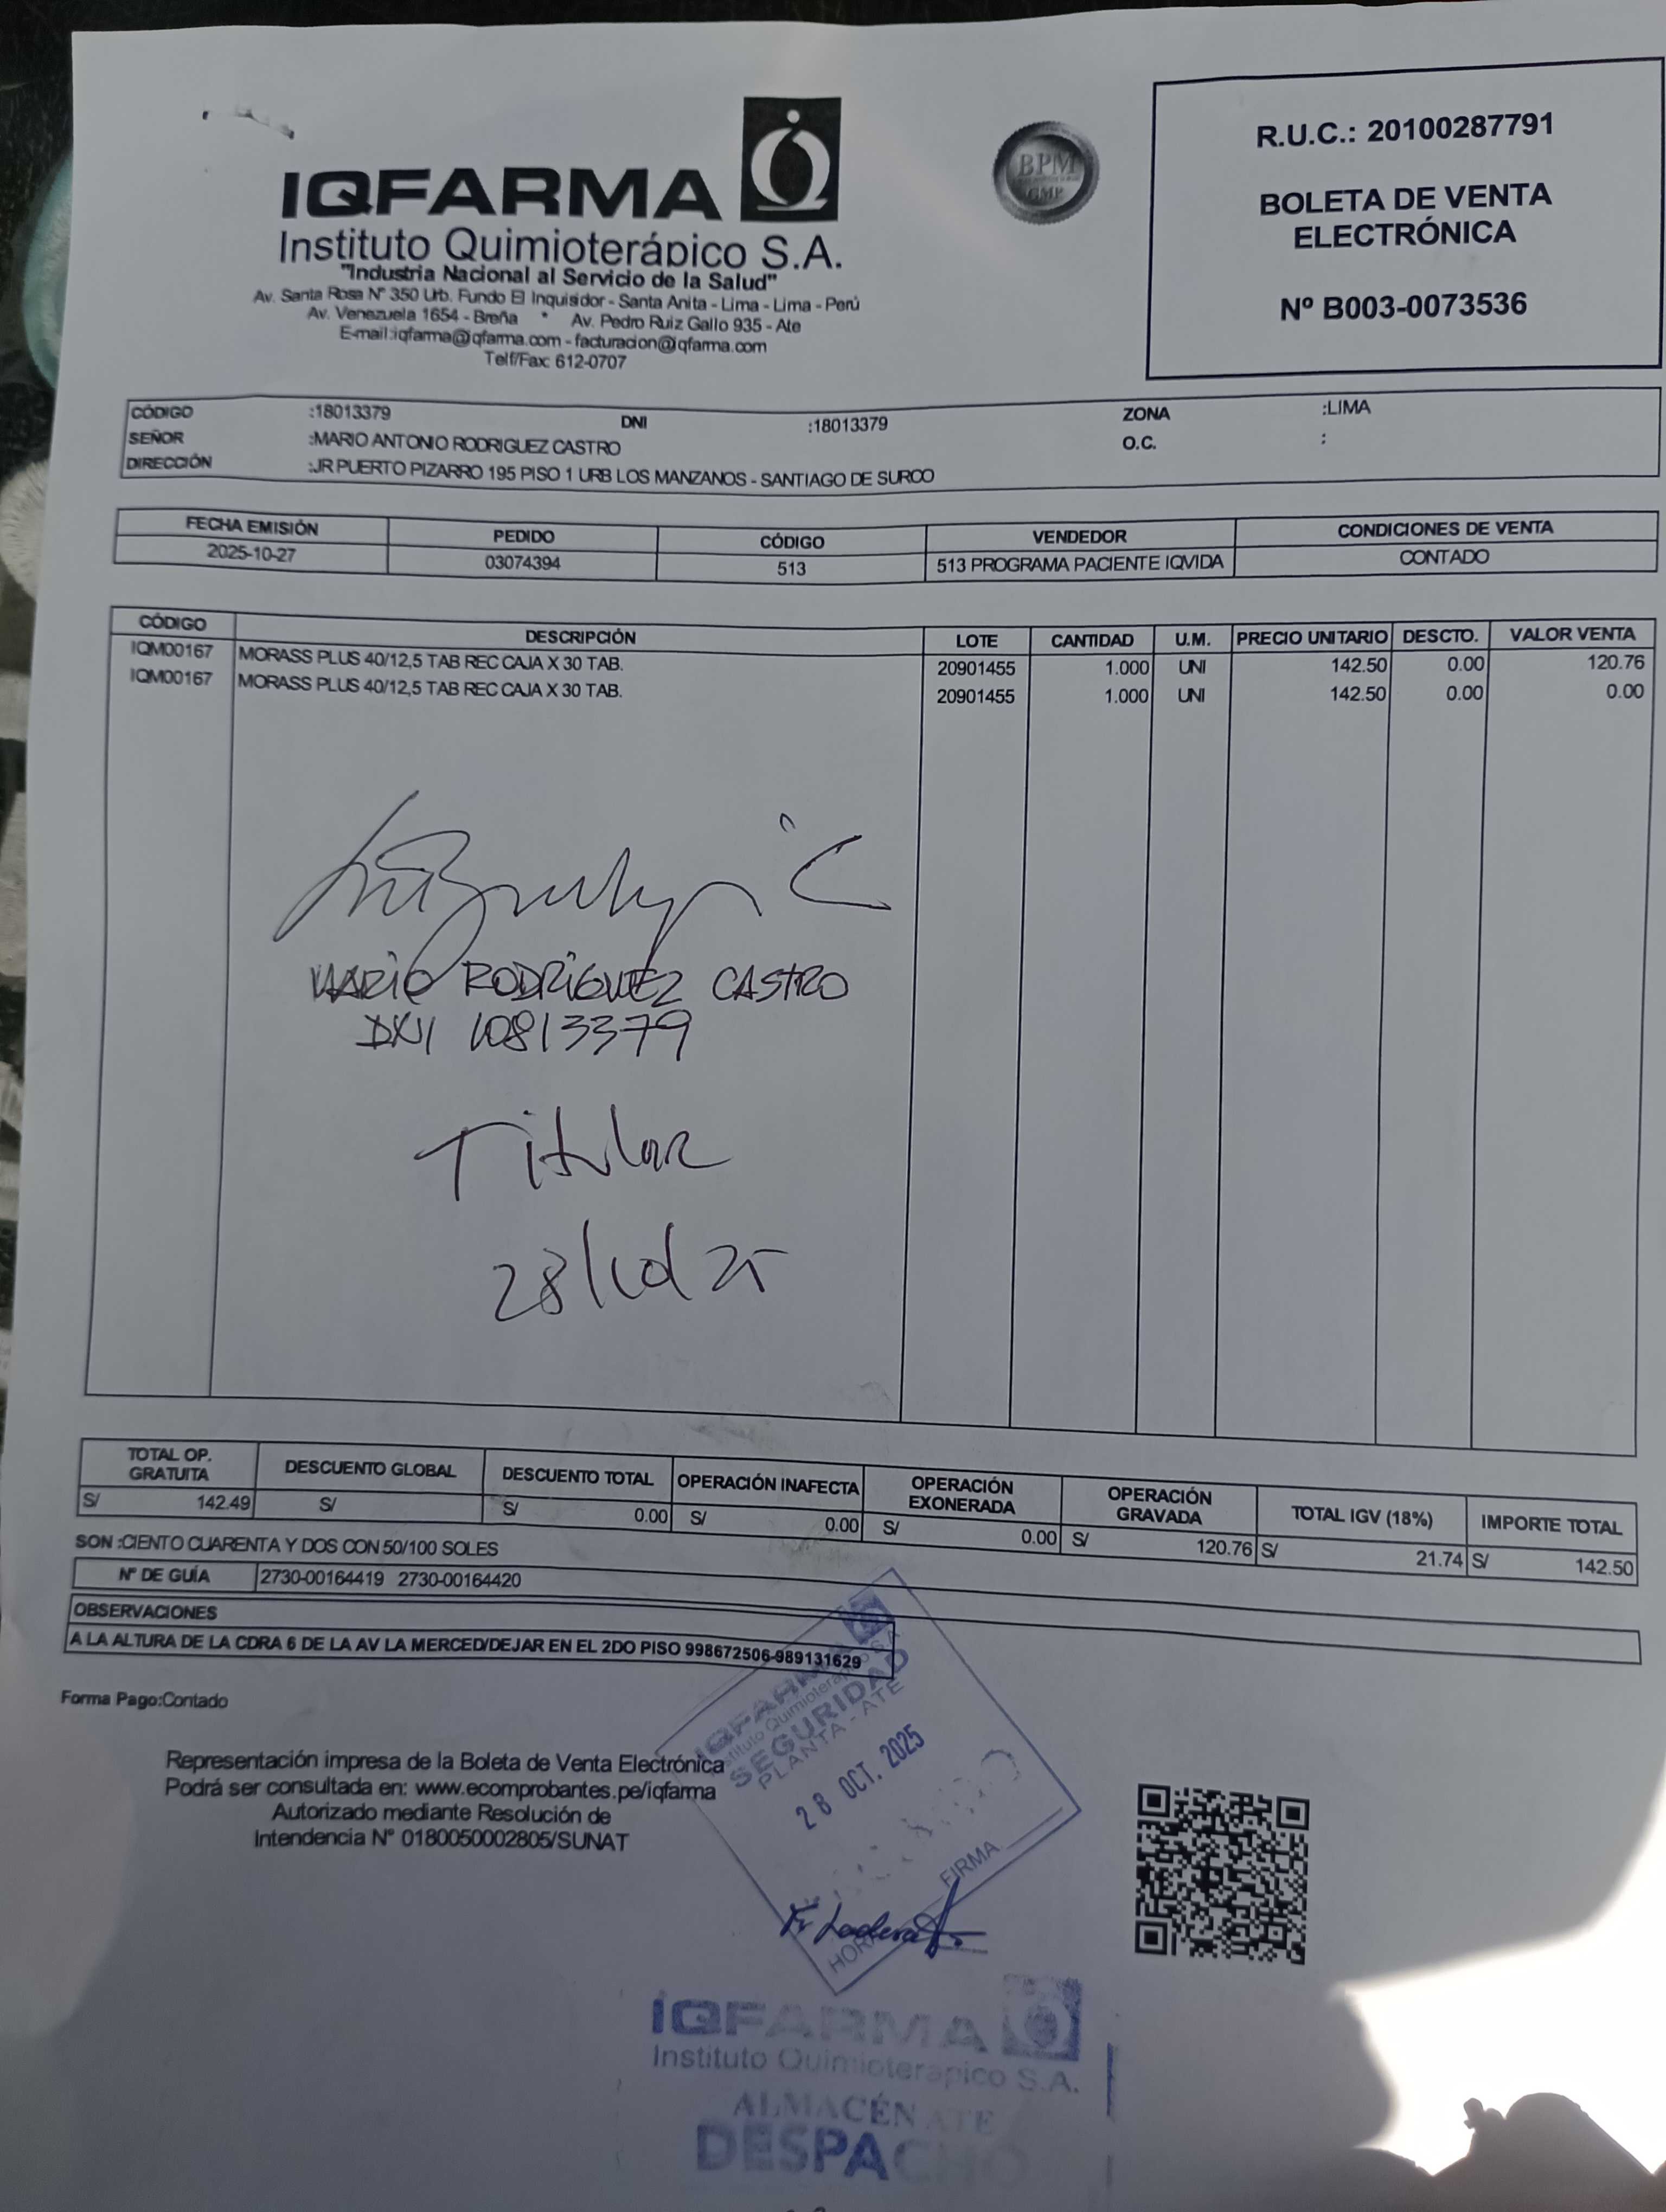 IQFARMA
Instituto Quimioterápico S.A.
"Industria Nacional al Servicio de la Salud"
Av. Santa Rosa N° 350 Urb. Fundo El Inquisidor - Santa Anita - Lima - Lima - Perú
Av. Venezuela 1654 - Breña * Av. Pedro Ruiz Gallo 935 - Ate
E-mail:iqfarma@iqfarma.com - facturacion@iqfarma.com
Telf/Fax: 612-0707
BPM
GMP
R.U.C.: 20100287791
BOLETA DE VENTA
ELECTRÓNICA
Nº B003-0073536
CÓDIGO :18013379 DNI :18013379 ZONA :LIMA
SEÑOR :MARIO ANTONIO RODRIGUEZ CASTRO O.C. :
DIRECCIÓN :JR PUERTO PIZARRO 195 PISO 1 URB LOS MANZANOS - SANTIAGO DE SURCO
FECHA EMISIÓN PEDIDO CÓDIGO VENDEDOR CONDICIONES DE VENTA
2025-10-27 03074394 513 513 PROGRAMA PACIENTE IQVIDA CONTADO
CÓDIGO DESCRIPCIÓN LOTE CANTIDAD U.M. PRECIO UNITARIO DESCTO. VALOR VENTA
IQM00167 MORASS PLUS 40/12,5 TAB REC CAJA X 30 TAB. 20901455 1.000 UNI 142.50 0.00 120.76
IQM00167 MORASS PLUS 40/12,5 TAB REC CAJA X 30 TAB. 20901455 1.000 UNI 142.50 0.00 0.00
MARIO RODRIGUEZ CASTRO
DNI 10813379
Titular
28/10/25
TOTAL OP. GRATUITA DESCUENTO GLOBAL DESCUENTO TOTAL OPERACIÓN INAFECTA OPERACIÓN EXONERADA OPERACIÓN GRAVADA TOTAL IGV (18%) IMPORTE TOTAL
S/ 142.49 S/ S/ 0.00 S/ 0.00 S/ 0.00 S/ 120.76 S/ 21.74 S/ 142.50
SON :CIENTO CUARENTA Y DOS CON 50/100 SOLES
N° DE GUÍA 2730-00164419 2730-00164420
OBSERVACIONES
A LA ALTURA DE LA CDRA 6 DE LA AV LA MERCED/DEJAR EN EL 2DO PISO 998672506-989131629
Forma Pago:Contado
Representación impresa de la Boleta de Venta Electrónica
Podrá ser consultada en: www.ecomprobantes.pe/iqfarma
Autorizado mediante Resolución de
Intendencia N° 0180050002805/SUNAT
IQFARMA
Instituto Quimioterápico S.A.
SEGURIDAD
PLANTA - ATE
28 OCT. 2025
HORA FIRMA
IQFARMA
Instituto Quimioterapico S.A.
ALMACÉN ATE
DESPACHO